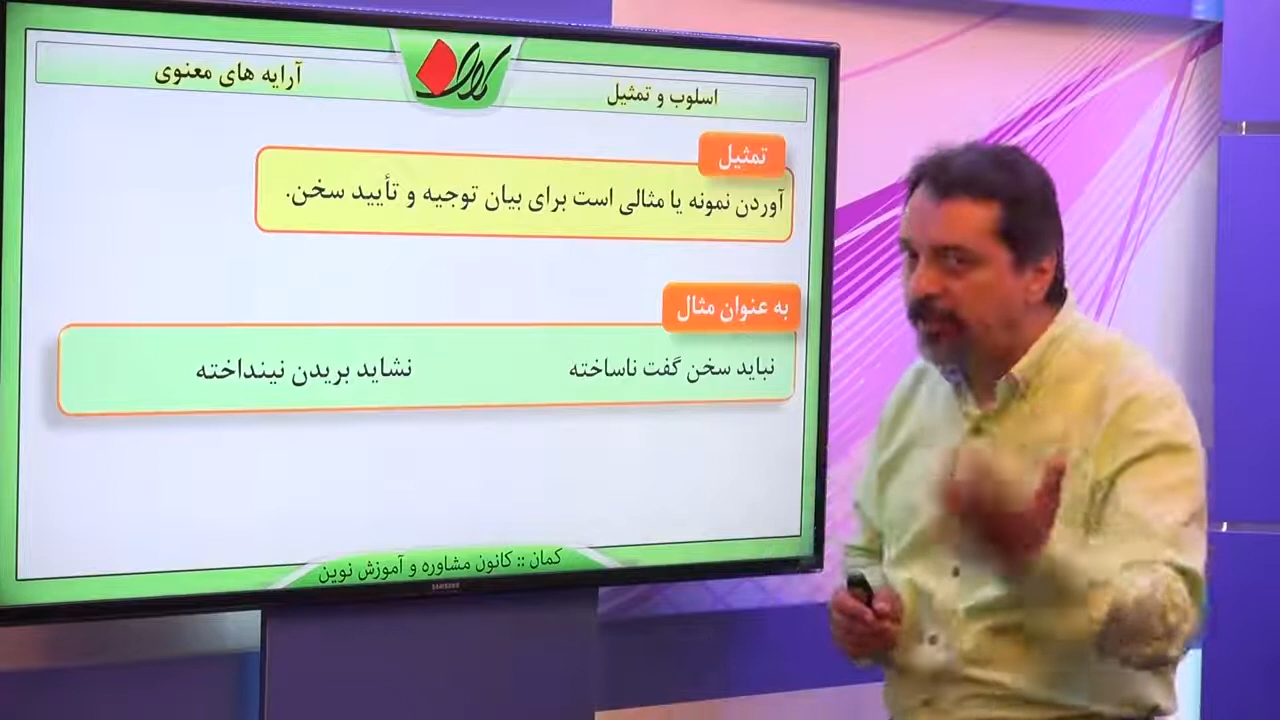 اسلوب و تمثیل
آرایه های معنوی
تمثیل
آوردن نمونه یا مثالی است برای بیان توجیه و تأیید سخن.
به عنوان مثال
نباید سخن گفت ناساخته
نشاید بریدن نینداخته
کمان :: کانون مشاوره و آموزش نوین
SAMSUNG